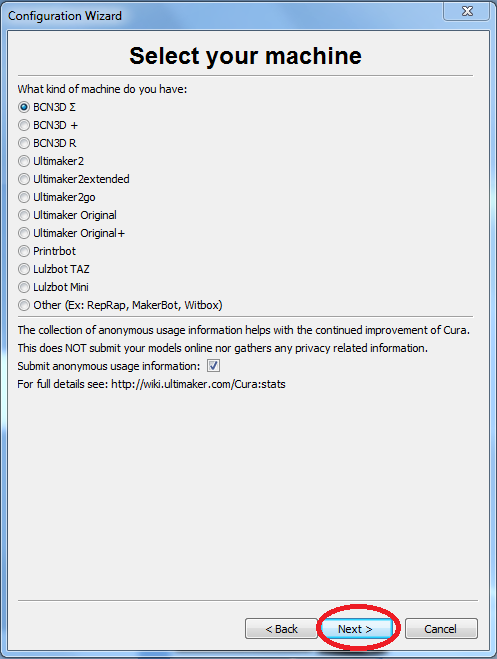 Configuration Wizard
Select your machine
What kind of machine do you have:
BCN3D Σ
BCN3D +
BCN3D R
Ultimaker2
Ultimaker2extended
Ultimaker2go
Ultimaker Original
Ultimaker Original+
Printrbot
Lulzbot TAZ
Lulzbot Mini
Other (Ex: RepRap, MakerBot, Witbox)
The collection of anonymous usage information helps with the continued improvement of Cura.
This does NOT submit your models online nor gathers any privacy related information.
Submit anonymous usage information:
For full details see: http://wiki.ultimaker.com/Cura:stats
< Back
Next >
Cancel